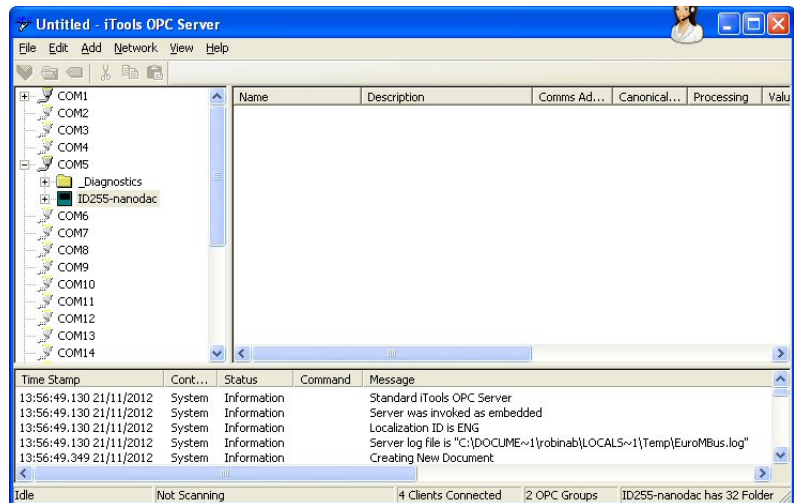 Untitled - iTools OPC Server
File Edit Add Network View Help
COM1
COM2
COM3
COM4
COM5
_Diagnostics
ID255-nanodac
COM6
COM7
COM8
COM9
COM10
COM11
COM12
COM13
COM14
Name Description Comms Ad... Canonical... Processing Valu
Time Stamp Cont... Status Command Message
13:56:49.130 21/11/2012 System Information Standard iTools OPC Server
13:56:49.130 21/11/2012 System Information Server was invoked as embedded
13:56:49.130 21/11/2012 System Information Localization ID is ENG
13:56:49.130 21/11/2012 System Information Server log file is "C:\DOCUME~1\robinab\LOCALS~1\Temp\EuroMBus.log"
13:56:49.349 21/11/2012 System Information Creating New Document
Idle Not Scanning 4 Clients Connected 2 OPC Groups ID255-nanodac has 32 Folder